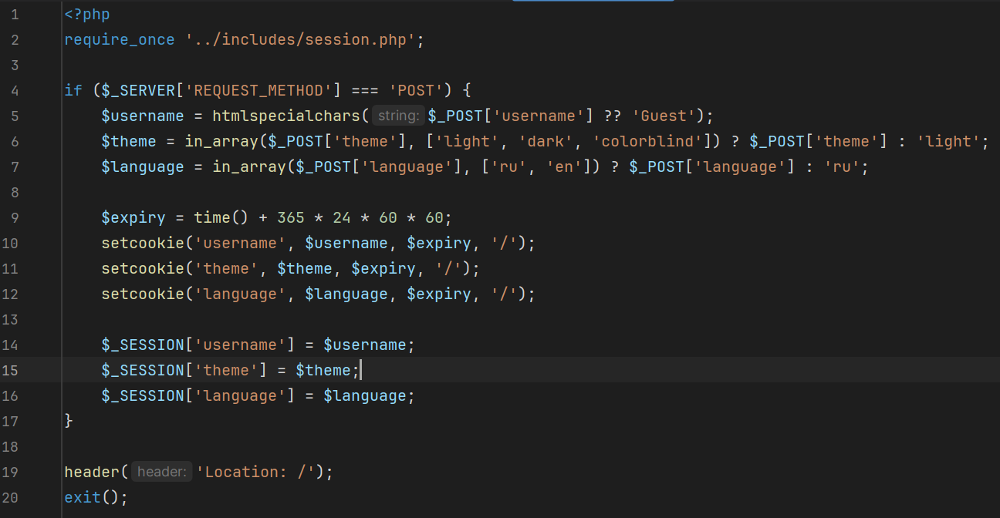 1 <?php
2 require_once '../includes/session.php';
3
4 if ($_SERVER['REQUEST_METHOD'] === 'POST') {
5     $username = htmlspecialchars( string: $_POST['username'] ?? 'Guest');
6     $theme = in_array($_POST['theme'], ['light', 'dark', 'colorblind']) ? $_POST['theme'] : 'light';
7     $language = in_array($_POST['language'], ['ru', 'en']) ? $_POST['language'] : 'ru';
8
9     $expiry = time() + 365 * 24 * 60 * 60;
10     setcookie('username', $username, $expiry, '/');
11     setcookie('theme', $theme, $expiry, '/');
12     setcookie('language', $language, $expiry, '/');
13
14     $_SESSION['username'] = $username;
15     $_SESSION['theme'] = $theme;
16     $_SESSION['language'] = $language;
17 }
18
19 header( header: 'Location: /');
20 exit();